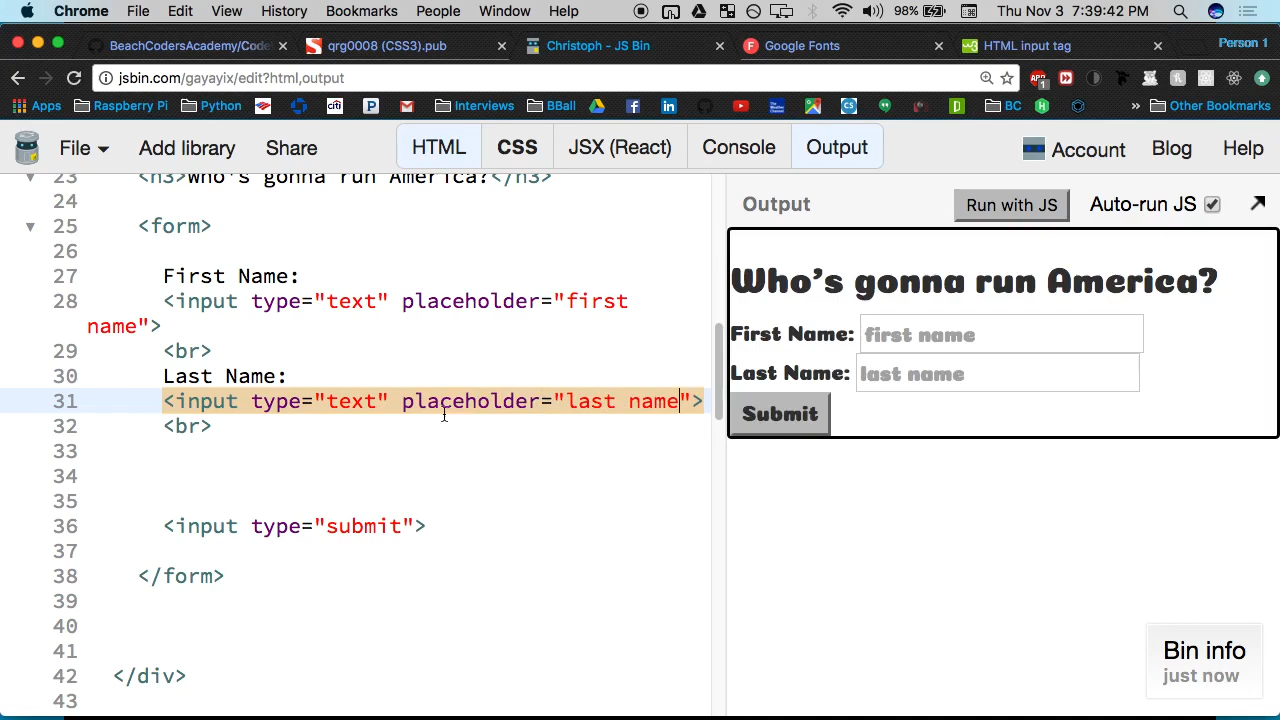 Chrome File Edit View History Bookmarks People Window Help 98% Thu Nov 3 7:39:42 PM
BeachCodersAcademy/Code qrg0008 (CSS3).pub Christoph - JS Bin Google Fonts HTML input tag Person 1
jsbin.com/gayayix/edit?html,output
Apps Raspberry Pi Python citi Interviews BBall BC » Other Bookmarks
File Add library Share HTML CSS JSX (React) Console Output Account Blog Help
23 <h3>Who's gonna run America?</h3>
24
25 <form>
26
27 First Name:
28 <input type="text" placeholder="first
name">
29 <br>
30 Last Name:
31 <input type="text" placeholder="last name">
32 <br>
33
34
35
36 <input type="submit">
37
38 </form>
39
40
41
42 </div>
43
Output Run with JS Auto-run JS
Who's gonna run America?
First Name: first name
Last Name: last name
Submit
Bin info
just now